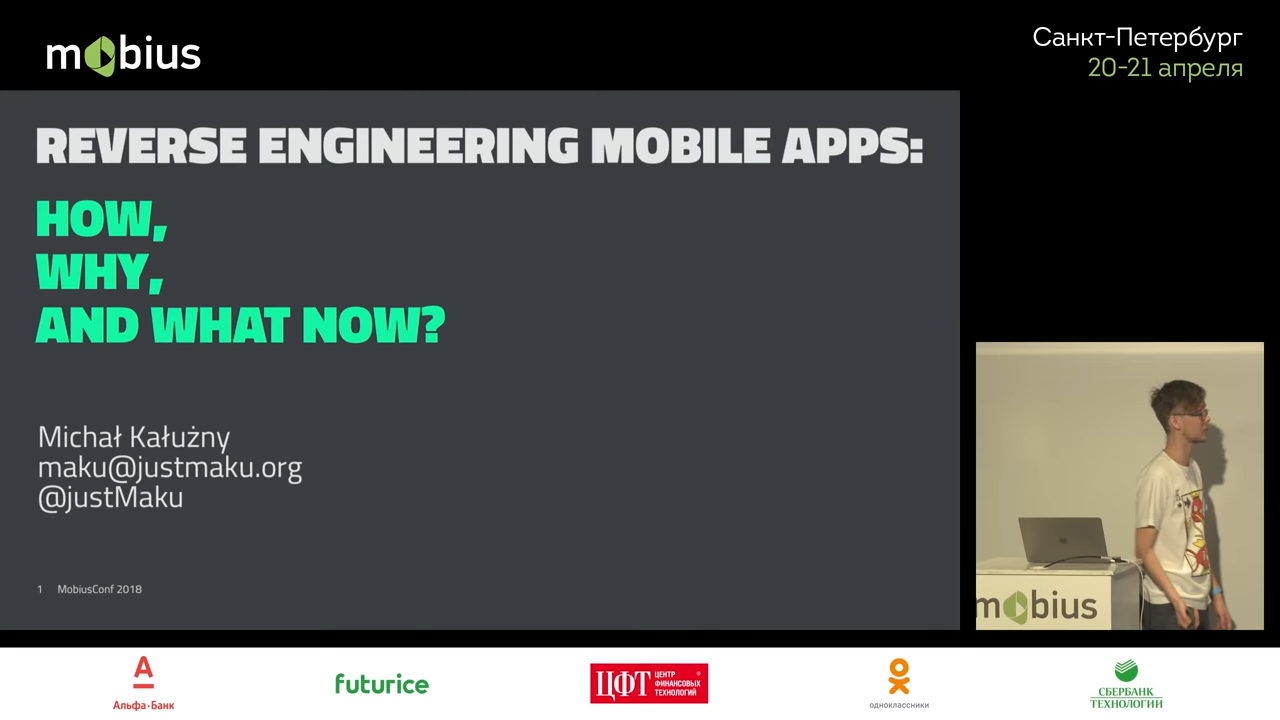 mobius
Санкт-Петербург
20-21 апреля
REVERSE ENGINEERING MOBILE APPS:
HOW,
WHY,
AND WHAT NOW?
Michał Kałużny
maku@justmaku.org
@justMaku
1 MobiusConf 2018
mobius
А
Альфа·Банк
futurice
ЦФТ
ЦЕНТР
ФИНАНСОВЫХ
ТЕХНОЛОГИЙ
®
одноклассники
СБЕРБАНК
ТЕХНОЛОГИИ